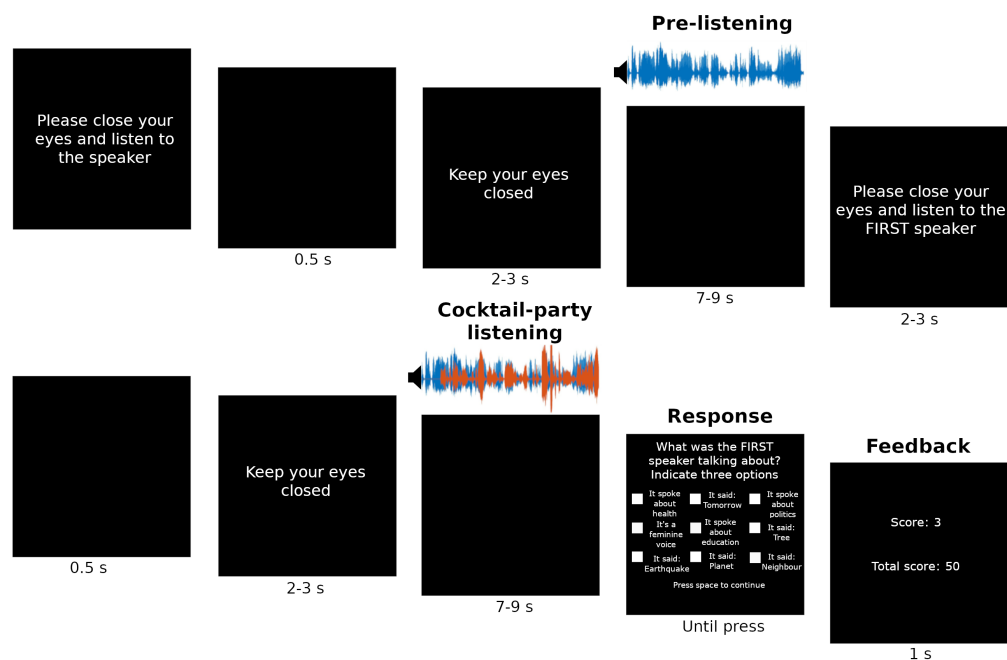 Pre-listening
Please close your
eyes and listen to
the speaker
0.5 s
Keep your eyes
closed
2-3 s
7-9 s
Please close your
eyes and listen to the
FIRST speaker
2-3 s
0.5 s
Keep your eyes
closed
2-3 s
Cocktail-party
listening
7-9 s
Response
What was the FIRST
speaker talking about?
Indicate three options
It spoke
about
health
It said:
Tomorrow
It spoke
about
politics
It's a
feminine
voice
It spoke
about
education
It said:
Tree
It said:
Earthquake
It said:
Planet
It said:
Neighbour
Press space to continue
Until press
Feedback
Score: 3
Total score: 50
1 s